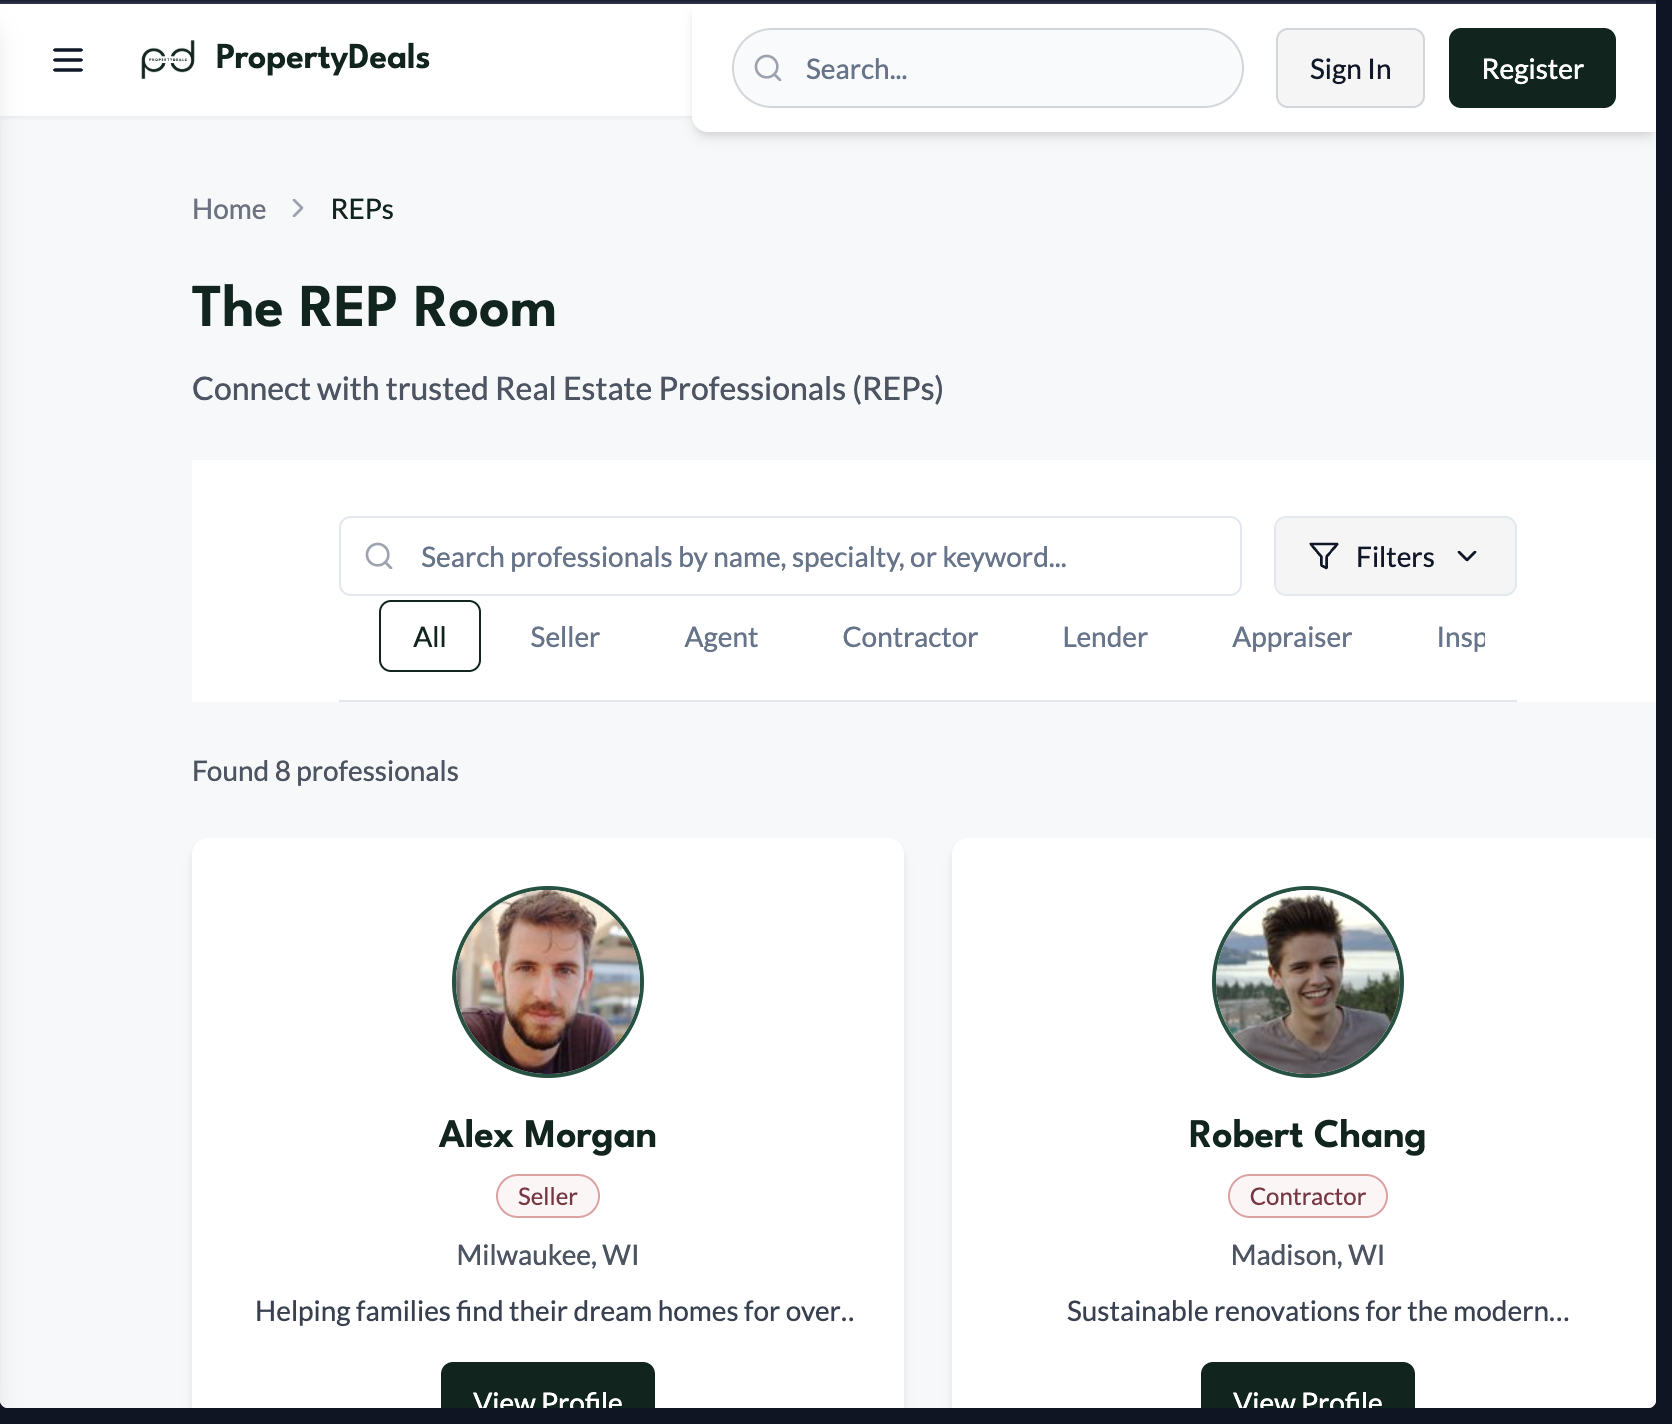 PropertyDeals
Search...
Sign In
Register
Home
REPs
The REP Room
Connect with trusted Real Estate Professionals (REPs)
Search professionals by name, specialty, or keyword...
Filters
All
Seller
Agent
Contractor
Lender
Appraiser
Insp
Found 8 professionals
Alex Morgan
Seller
Milwaukee, WI
Helping families find their dream homes for over..
View Profile
Robert Chang
Contractor
Madison, WI
Sustainable renovations for the modern...
View Profile